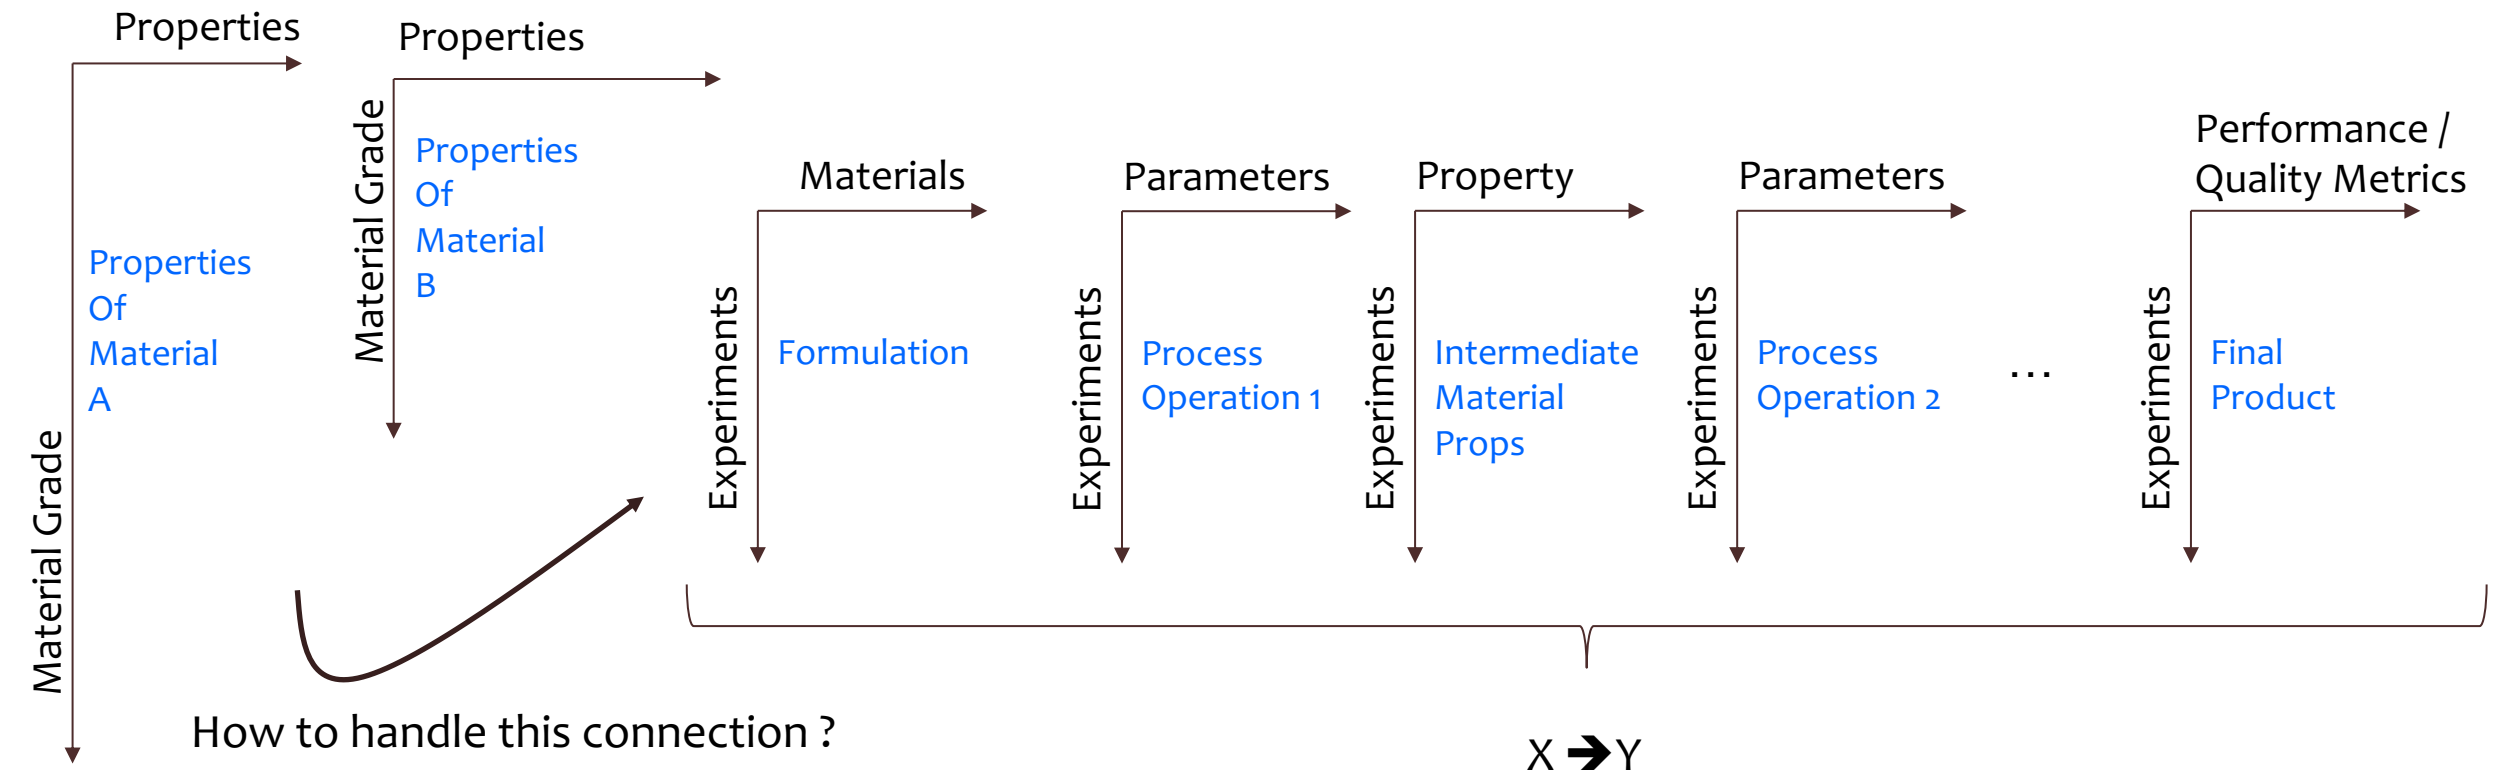 Properties
Material Grade
Properties
Of
Material
A
Properties
Material Grade
Properties
Of
Material
B
Materials
Experiments
Formulation
Parameters
Experiments
Process
Operation 1
Property
Experiments
Intermediate
Material
Props
Parameters
Experiments
Process
Operation 2
...
Performance /
Quality Metrics
Experiments
Final
Product
How to handle this connection ?
X 🡺 Y